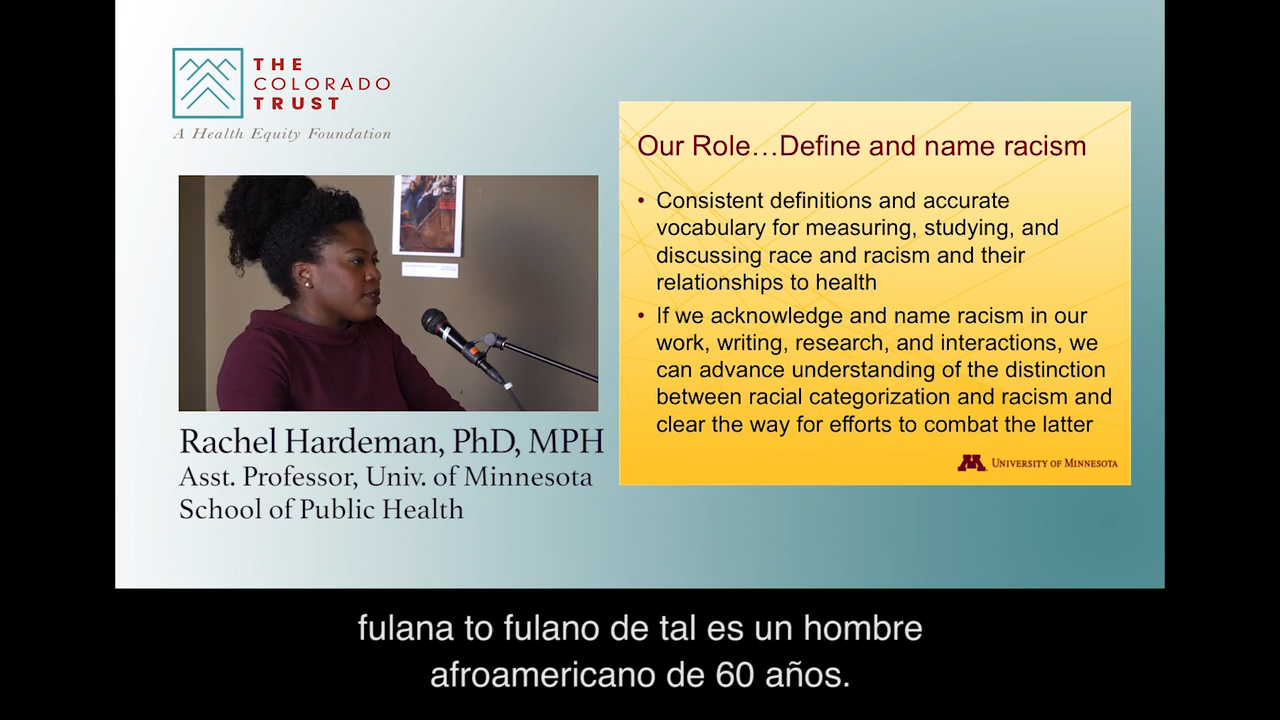 THE
COLORADO
TRUST
A Health Equity Foundation
Our Role…Define and name racism
• Consistent definitions and accurate
vocabulary for measuring, studying, and
discussing race and racism and their
relationships to health
• If we acknowledge and name racism in our
work, writing, research, and interactions, we
can advance understanding of the distinction
between racial categorization and racism and
clear the way for efforts to combat the latter
University of Minnesota
Rachel Hardeman, PhD, MPH
Asst. Professor, Univ. of Minnesota
School of Public Health
fulana to fulano de tal es un hombre
afroamericano de 60 años.